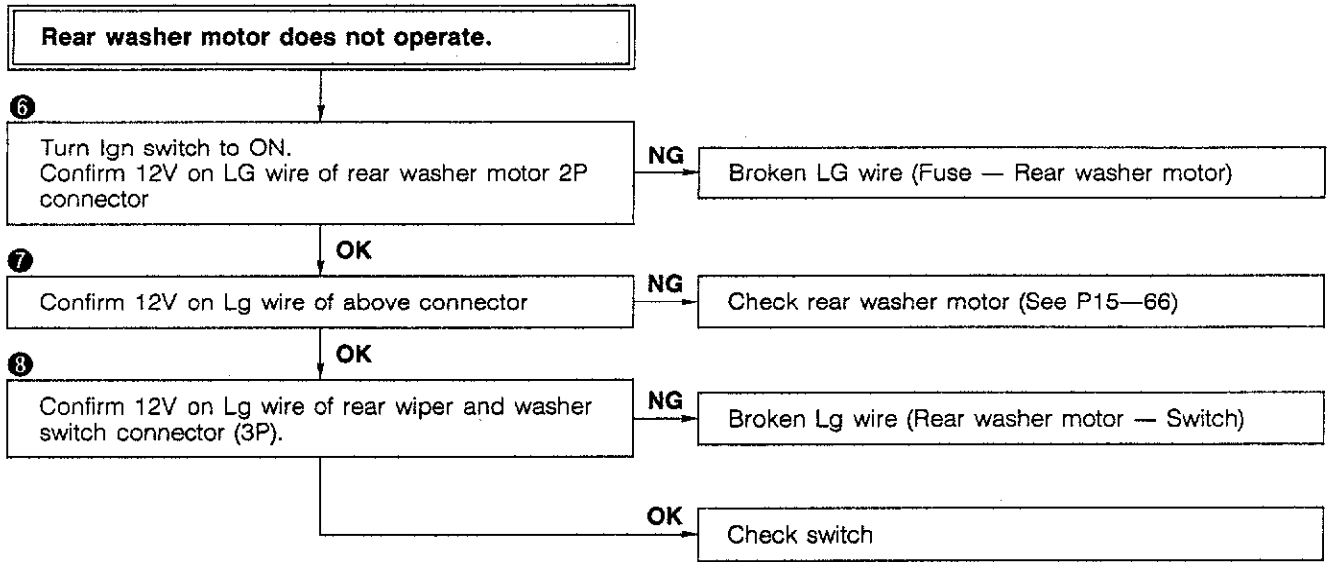 Rear washer motor does not operate.
❻
Turn Ign switch to ON.
Confirm 12V on LG wire of rear washer motor 2P
connector
NG
Broken LG wire (Fuse — Rear washer motor)
OK
❼
Confirm 12V on Lg wire of above connector
NG
Check rear washer motor (See P15—66)
OK
❽
Confirm 12V on Lg wire of rear wiper and washer
switch connector (3P).
NG
Broken Lg wire (Rear washer motor — Switch)
OK
Check switch